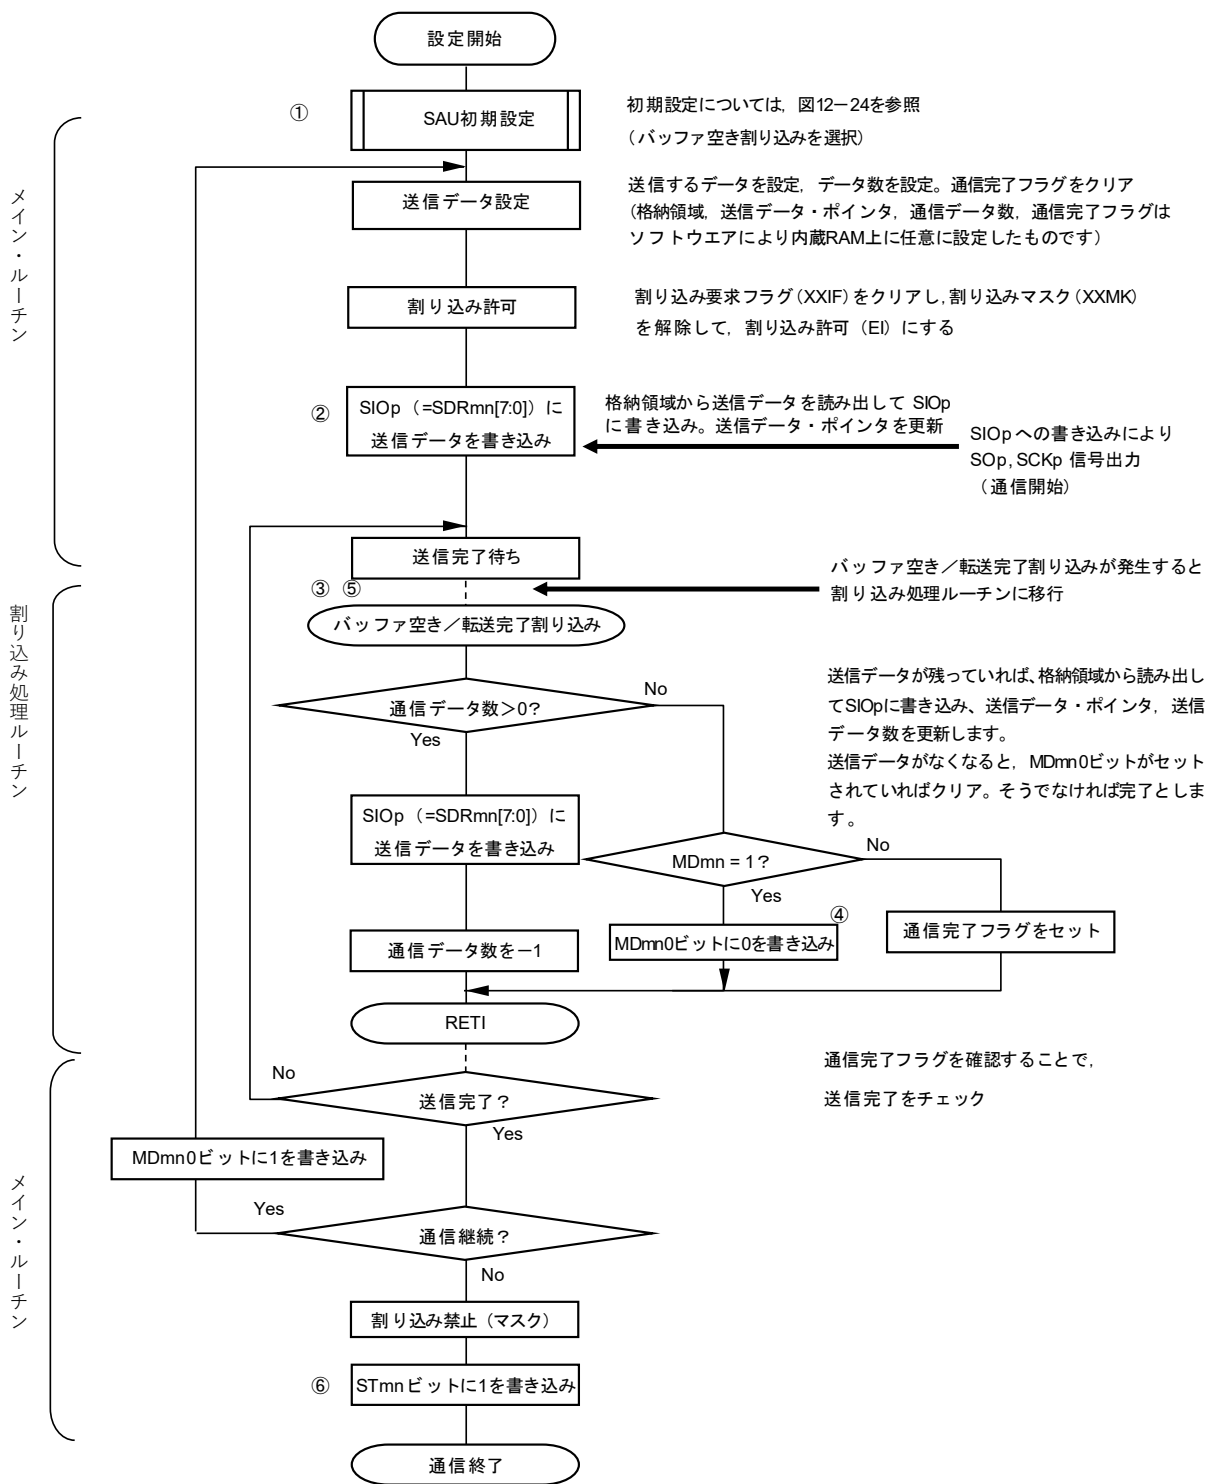 設定開始
①
SAU初期設定
初期設定については，図12－24を参照
（バッファ空き割り込みを選択）
メイン・ルーチン
送信データ設定
送信するデータを設定，データ数を設定。通信完了フラグをクリア
（格納領域，送信データ・ポインタ，通信データ数，通信完了フラグは
ソフトウエアにより内蔵RAM上に任意に設定したものです）
割り込み許可
割り込み要求フラグ（XXIF）をクリアし，割り込みマスク（XXMK）
を解除して，割り込み許可（EI）にする
②
SIOp（=SDRmn[7:0]）に
送信データを書き込み
格納領域から送信データを読み出して SIOp
に書き込み。送信データ・ポインタを更新
SIOp への書き込みにより
SOp, SCKp 信号出力
（通信開始）
送信完了待ち
③ ⑤
バッファ空き／転送完了割り込みが発生すると
割り込み処理ルーチンに移行
割り込み処理ルーチン
バッファ空き／転送完了割り込み
通信データ数＞0？
No
Yes
送信データが残っていれば、格納領域から読み出し
てSIOpに書き込み、送信データ・ポインタ，送信
データ数を更新します。
送信データがなくなると，MDmn0ビットがセット
されていればクリア。そうでなければ完了としま
す。
SIOp（=SDRmn[7:0]）に
送信データを書き込み
MDmn = 1？
No
Yes
④
通信データ数を－1
MDmn0ビットに0を書き込み
通信完了フラグをセット
RETI
通信完了フラグを確認することで，
送信完了をチェック
No
送信完了？
Yes
MDmn0ビットに1を書き込み
メイン・ルーチン
Yes
通信継続？
No
割り込み禁止（マスク）
⑥
STmnビットに1を書き込み
通信終了